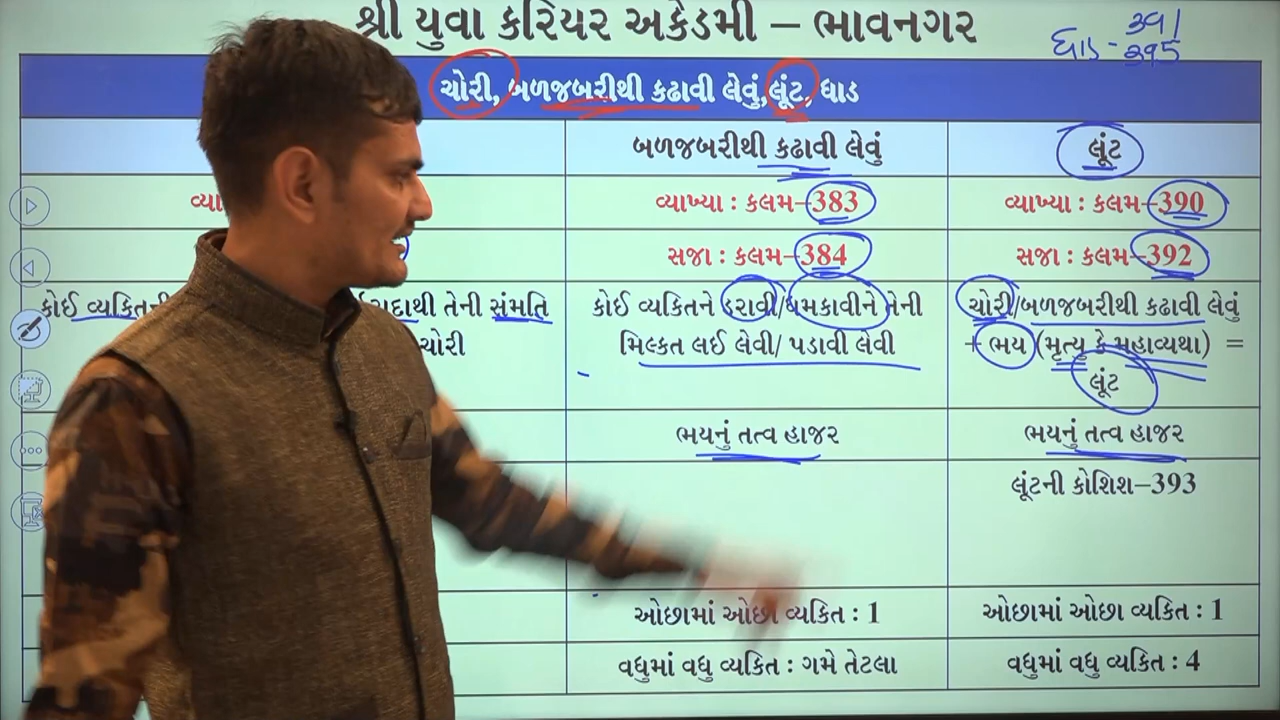 શ્રી યુવા કરિયર અકેડમી – ભાવનગર
ધાડ - 391
395
ચોરી, બળજબરીથી કઢાવી લેવું, લૂંટ, ધાડ
બળજબરીથી કઢાવી લેવું
લૂંટ
વ્યાખ્યા : કલમ–383
વ્યાખ્યા : કલમ–390
સજા : કલમ–384
સજા : કલમ–392
કોઈ વ્યકિતની
તેની સંમતિ
ચોરી
કોઈ વ્યકિતને ડરાવી/ધમકાવીને તેની
મિલ્કત લઈ લેવી/ પડાવી લેવી
ચોરી/બળજબરીથી કઢાવી લેવું
+ ભય (મૃત્યુ કે મહાવ્યથા) =
લૂંટ
ભયનું તત્વ હાજર
ભયનું તત્વ હાજર
લૂંટની કોશિશ–393
ઓછામાં ઓછા વ્યકિત : 1
ઓછામાં ઓછા વ્યકિત : 1
વધુમાં વધુ વ્યકિત : ગમે તેટલા
વધુમાં વધુ વ્યકિત : 4